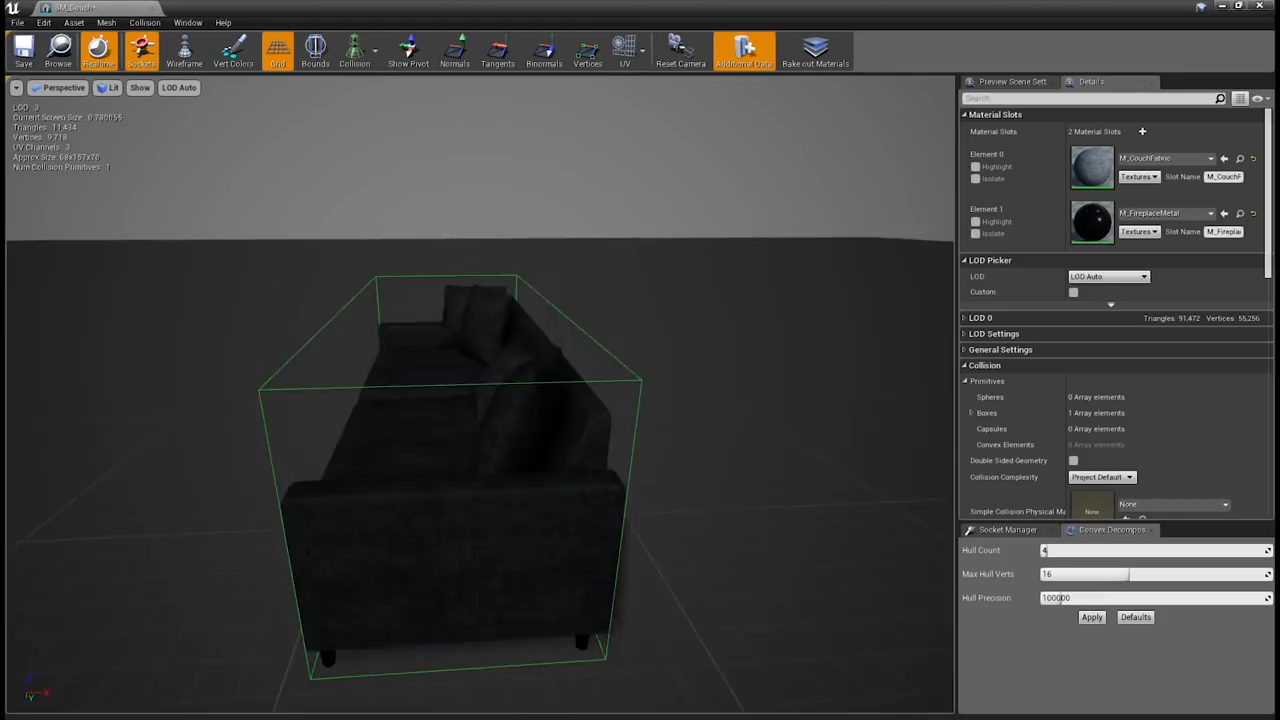 SM_Couch*
File Edit Asset Mesh Collision Window Help
Save Browse Realtime Sockets Wireframe Vert Colors Grid Bounds Collision Show Pivot Normals Tangents Binormals Vertices UV Reset Camera Additional Data Bake out Materials
Perspective Lit Show LOD Auto
LOD: 3
Current Screen Size: 0.780055
Triangles: 11,434
Vertices: 9,718
UV Channels: 3
Approx Size: 68x157x70
Num Collision Primitives: 1
Preview Scene Sett Details
Search
Material Slots
Material Slots 2 Material Slots
Element 0 M_CouchFabric
Highlight
Isolate Textures Slot Name M_CouchF
Element 1 M_FireplaceMetal
Highlight
Isolate Textures Slot Name M_Firepla
LOD Picker
LOD LOD Auto
Custom
LOD 0 Triangles: 91,472 Vertices: 55,256
LOD Settings
General Settings
Collision
Primitives
Spheres 0 Array elements
Boxes 1 Array elements
Capsules 0 Array elements
Convex Elements 0 Array elements
Double Sided Geometry
Collision Complexity Project Default
Simple Collision Physical Ma None None
Socket Manager Convex Decompos
Hull Count 4
Max Hull Verts 16
Hull Precision 100000
Apply Defaults
z
x
Y